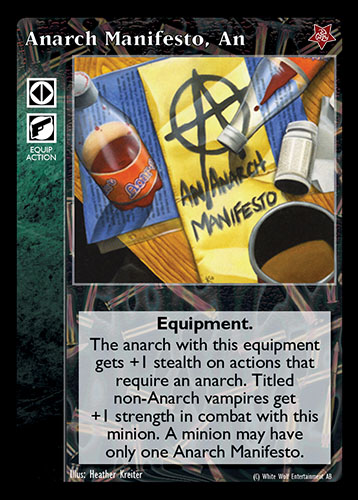 Anarch Manifesto, An
EQUIP
ACTION
AN ANARCH
MANIFESTO
Equipment.
The anarch with this equipment
gets +1 stealth on actions that
require an anarch. Titled
non-Anarch vampires get
+1 strength in combat with this
minion. A minion may have
only one Anarch Manifesto.
Illus: Heather Kreiter
(C) White Wolf Entertainment AB